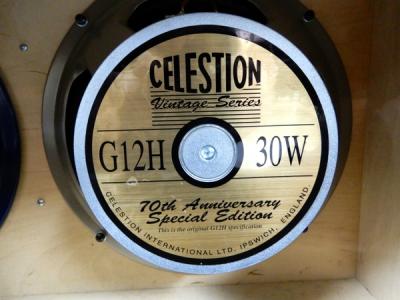 CELESTION
Vintage Series
G12H 30W
70th Anniversary
Special Edition
This is the original G12H specification
CELESTION INTERNATIONAL LTD. IPSWICH, ENGLAND.